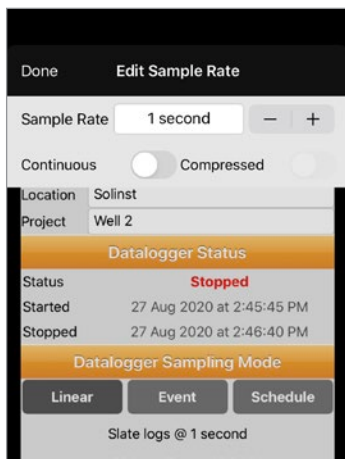 Done Edit Sample Rate
Sample Rate 1 second − +
Continuous Compressed
Location Solinst
Project Well 2
Datalogger Status
Status Stopped
Started 27 Aug 2020 at 2:45:45 PM
Stopped 27 Aug 2020 at 2:46:40 PM
Datalogger Sampling Mode
Linear Event Schedule
Slate logs @ 1 second